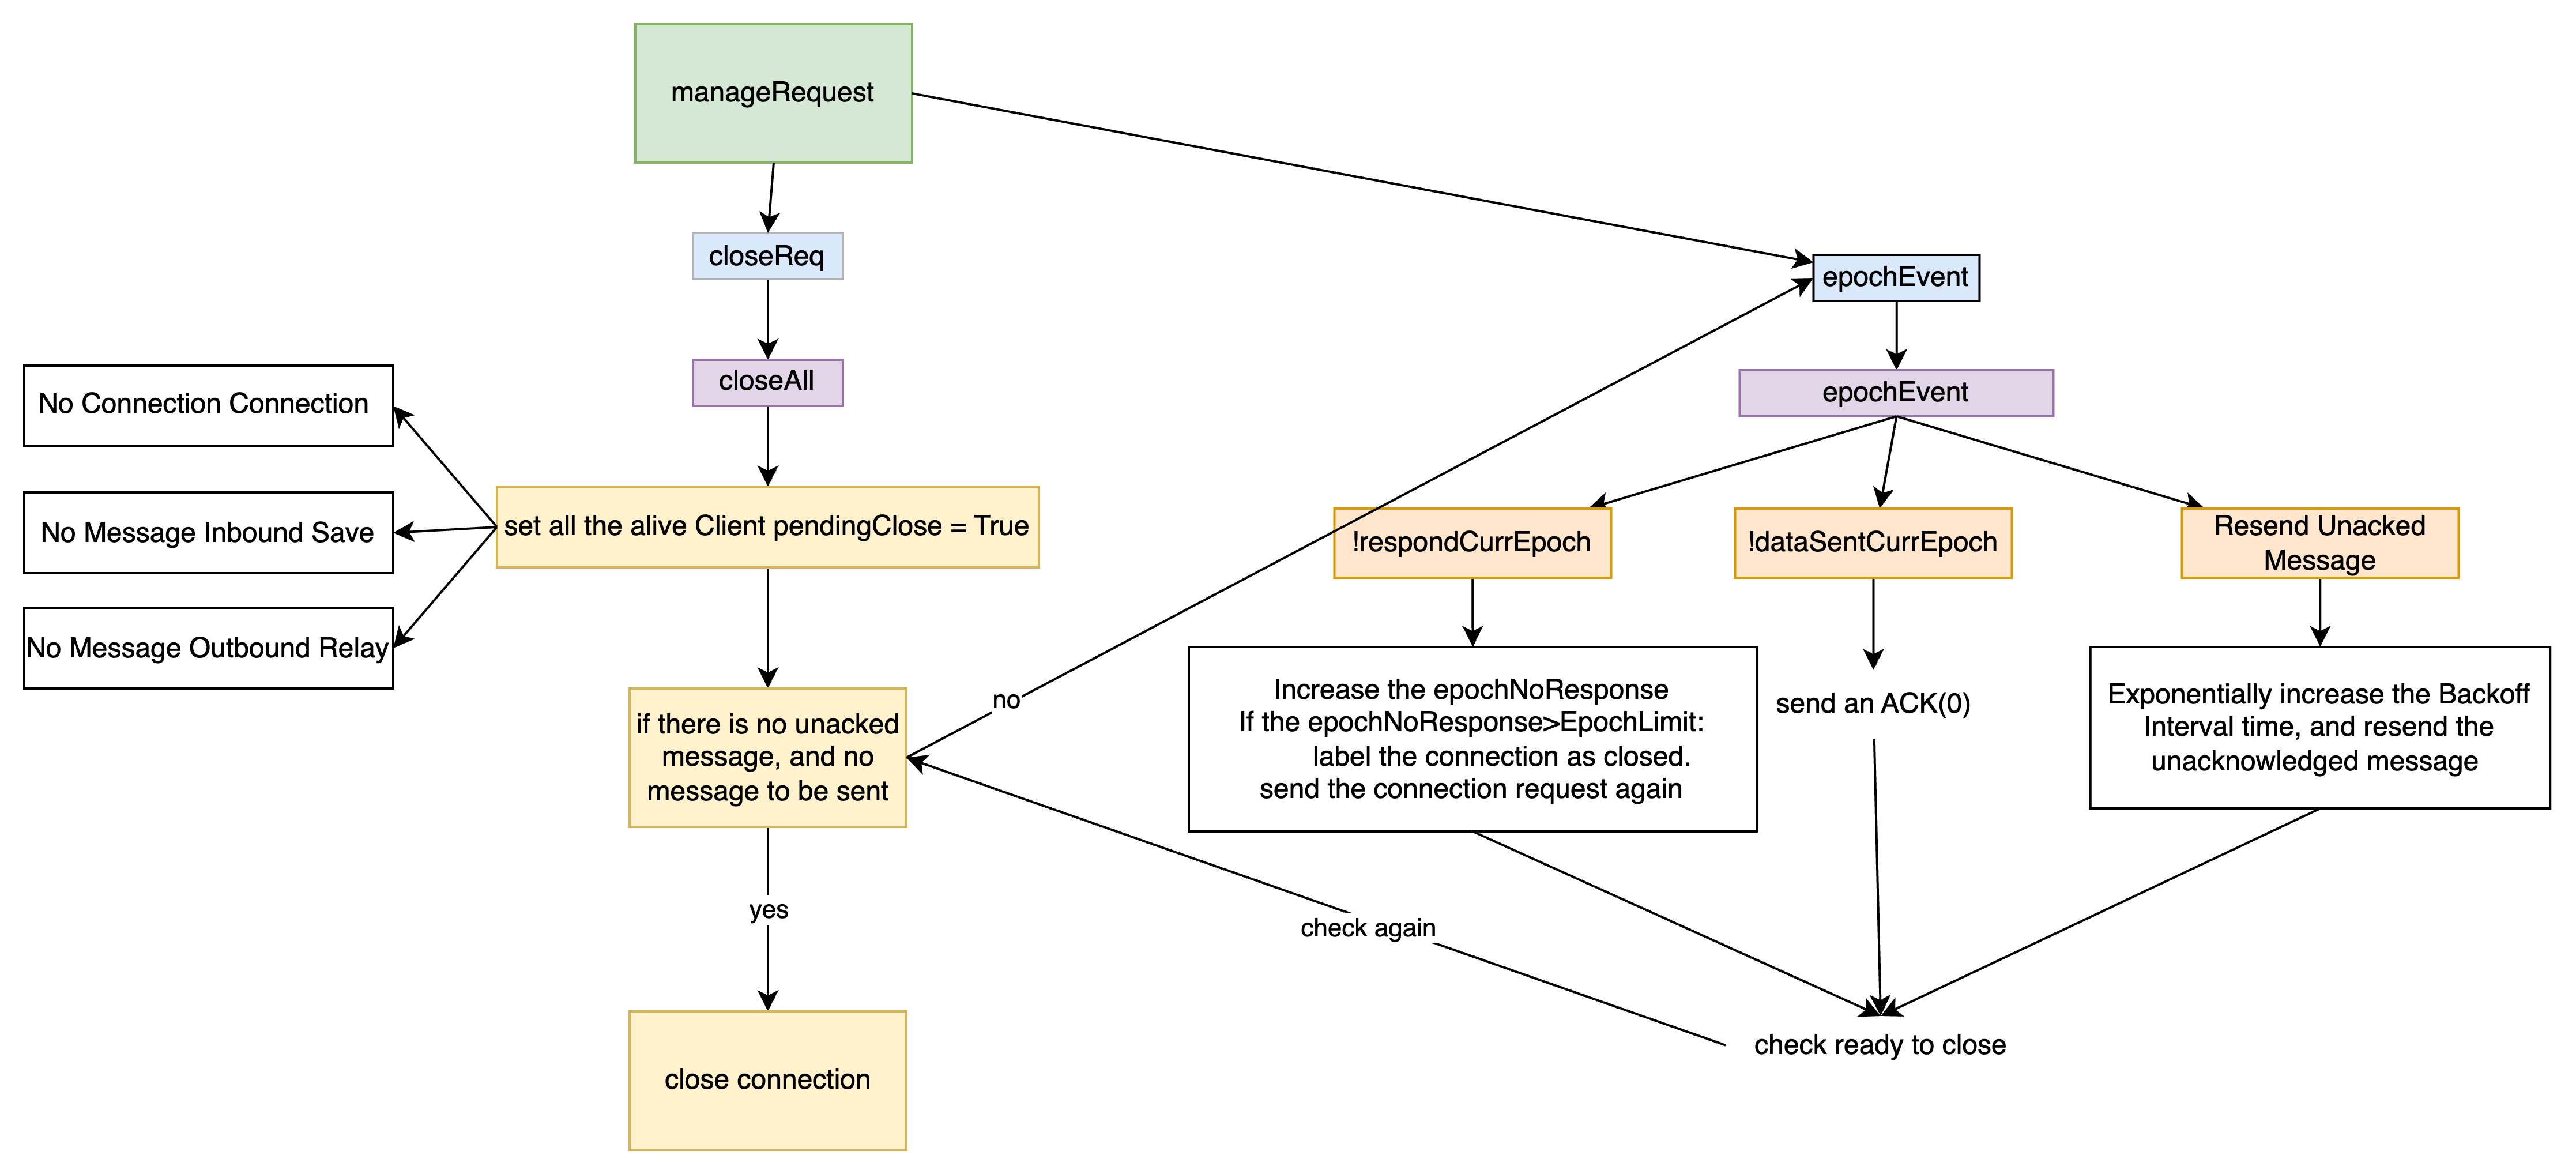 manageRequest
closeReq
epochEvent
closeAll
epochEvent
No Connection Connection
No Message Inbound Save
No Message Outbound Relay
set all the alive Client pendingClose = True
!respondCurrEpoch
!dataSentCurrEpoch
Resend Unacked
Message
if there is no unacked
message, and no
message to be sent
no
Increase the epochNoResponse
If the epochNoResponse>EpochLimit:
label the connection as closed.
send the connection request again
send an ACK(0)
Exponentially increase the Backoff
Interval time, and resend the
unacknowledged message
yes
check again
check ready to close
close connection